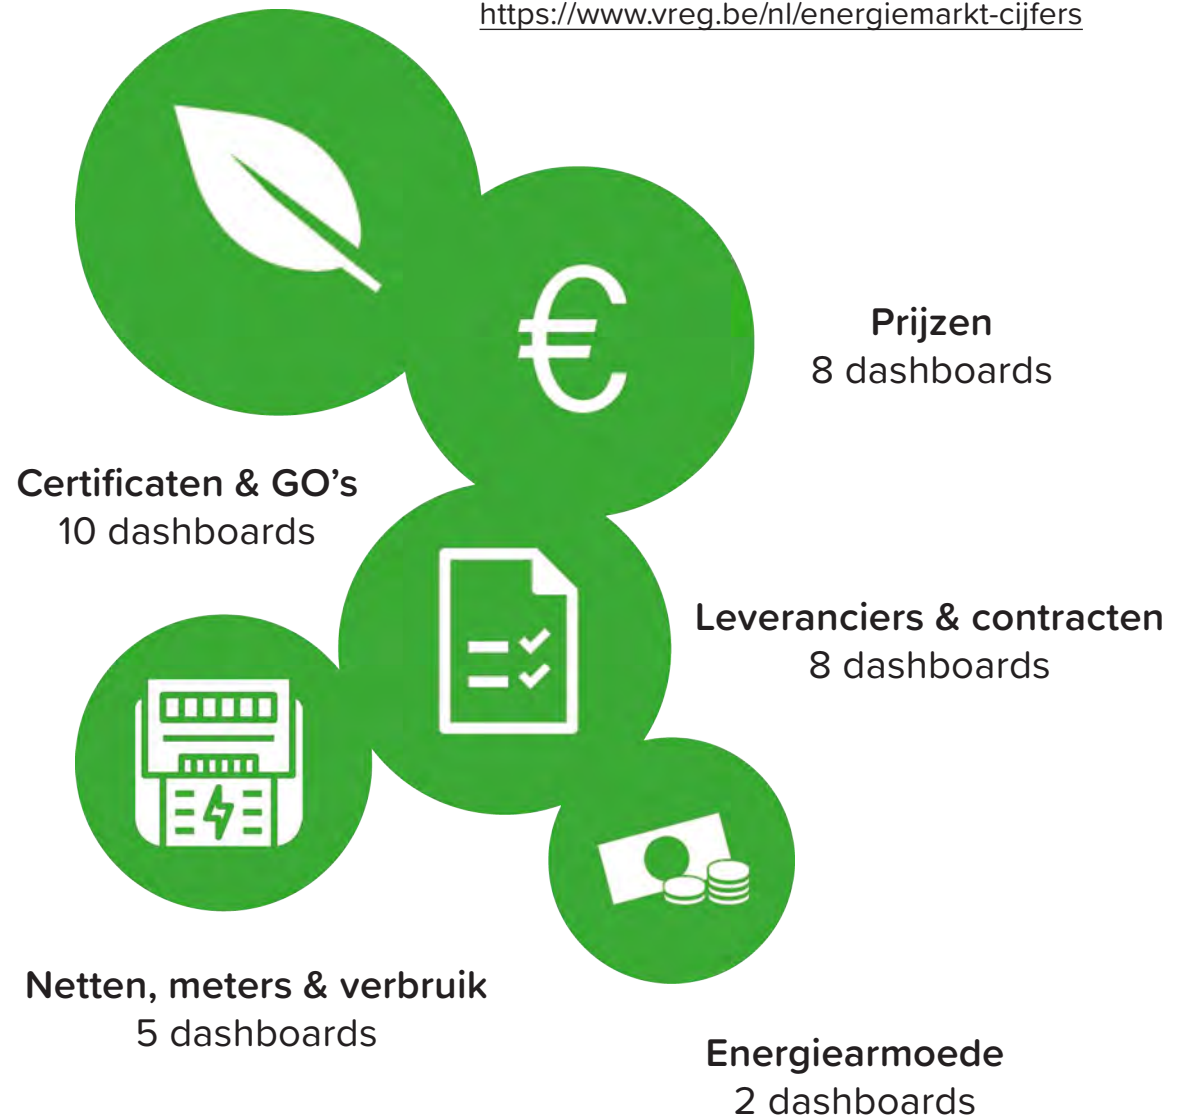 https://www.vreg.be/nl/energiemarkt-cijfers
Prijzen
8 dashboards
Certificaten & GO’s
10 dashboards
Leveranciers & contracten
8 dashboards
Netten, meters & verbruik
5 dashboards
Energiearmoede
2 dashboards